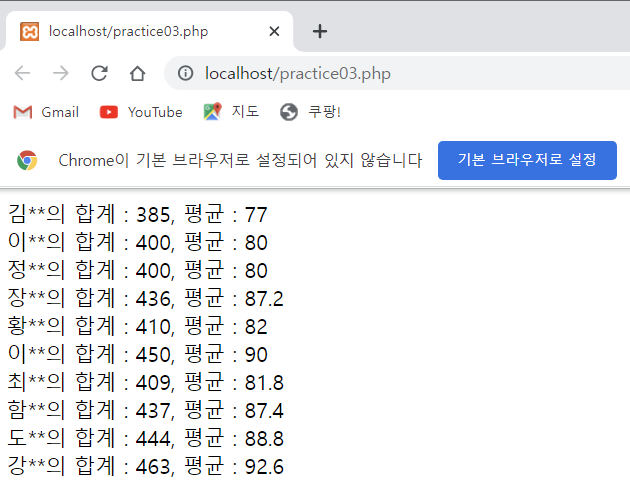 localhost/practice03.php
localhost/practice03.php
Gmail YouTube 지도 쿠팡!
Chrome이 기본 브라우저로 설정되어 있지 않습니다 기본 브라우저로 설정
김**의 합계 : 385, 평균 : 77
이**의 합계 : 400, 평균 : 80
정**의 합계 : 400, 평균 : 80
장**의 합계 : 436, 평균 : 87.2
황**의 합계 : 410, 평균 : 82
이**의 합계 : 450, 평균 : 90
최**의 합계 : 409, 평균 : 81.8
함**의 합계 : 437, 평균 : 87.4
도**의 합계 : 444, 평균 : 88.8
강**의 합계 : 463, 평균 : 92.6